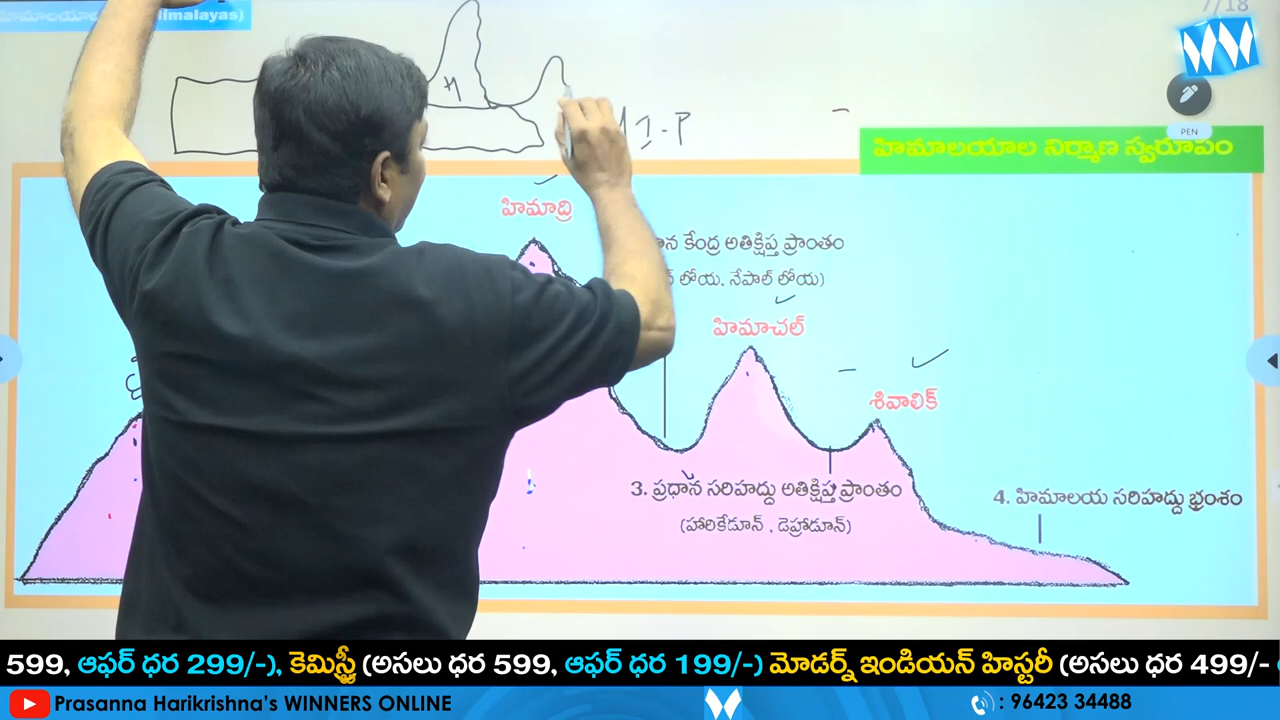 7/18
W
PEN
I-P
హిమాలయాల నిర్మాణ స్వరూపం
హిమాద్రి
కేంద్ర అతిక్షిప్త ప్రాంతం
లోయ. నేపాల్ లోయ)
హిమాచల్
శివాలిక్
3. ప్రధాన సరిహద్దు అతిక్షిప్త ప్రాంతం
(హారికేడూన్ , డెహ్రాడూన్)
4. హిమాలయ సరిహద్దు భ్రంశం
599, ఆఫర్ ధర 299/-), కెమిస్ట్రీ (అసలు ధర 599, ఆఫర్ ధర 199/-) మోడర్న్ ఇండియన్ హిస్టరీ (అసలు ధర 499/-
Prasanna Harikrishna's WINNERS ONLINE
W
: 96423 34488